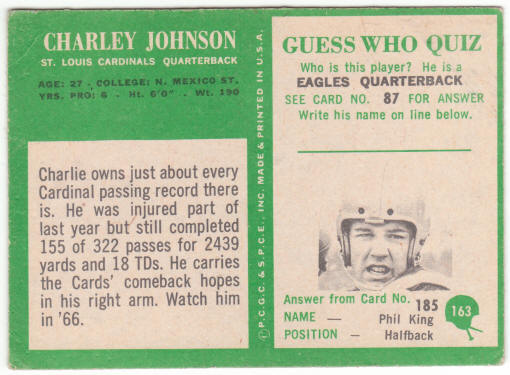 CHARLEY JOHNSON
ST. LOUIS CARDINALS QUARTERBACK
AGE: 27 - COLLEGE: N. MEXICO ST.
YRS. PRO: 6 - Ht. 6'0" - Wt. 190
Charlie owns just about every
Cardinal passing record there
is. He was injured part of
last year but still completed
155 of 322 passes for 2439
yards and 18 TDs. He carries
the Cards' comeback hopes
in his right arm. Watch him
in '66.
©P.C.G.C. & S.P.C.E., INC. MADE & PRINTED IN U.S.A.
GUESS WHO QUIZ
Who is this player? He is a
EAGLES QUARTERBACK
SEE CARD NO. 87 FOR ANSWER
Write his name on line below.
Answer from Card No. 185
NAME — Phil King
POSITION — Halfback
163